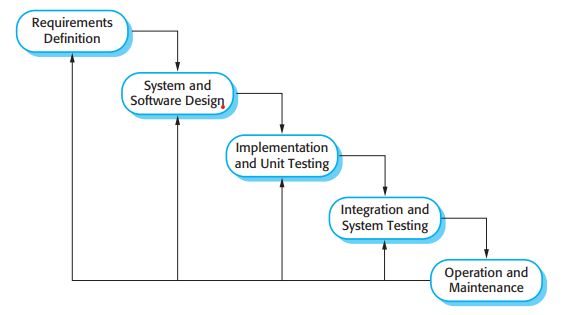 Requirements
Definition
System and
Software Design
Implementation
and Unit Testing
Integration and
System Testing
Operation and
Maintenance